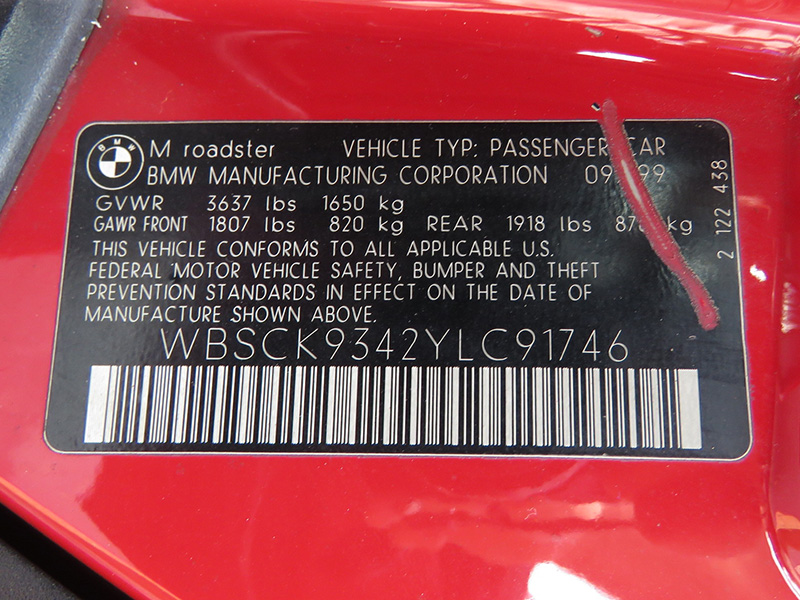 BMW
M roadster VEHICLE TYP: PASSENGER CAR
BMW MANUFACTURING CORPORATION
GVWR 3637 lbs 1650 kg
GAWR FRONT 1807 lbs 820 kg REAR 1918 lbs kg
THIS VEHICLE CONFORMS TO ALL APPLICABLE U.S.
FEDERAL MOTOR VEHICLE SAFETY, BUMPER AND THEFT
PREVENTION STANDARDS IN EFFECT ON THE DATE OF
MANUFACTURE SHOWN ABOVE.
WBSCK9342YLC91746
2 122 438